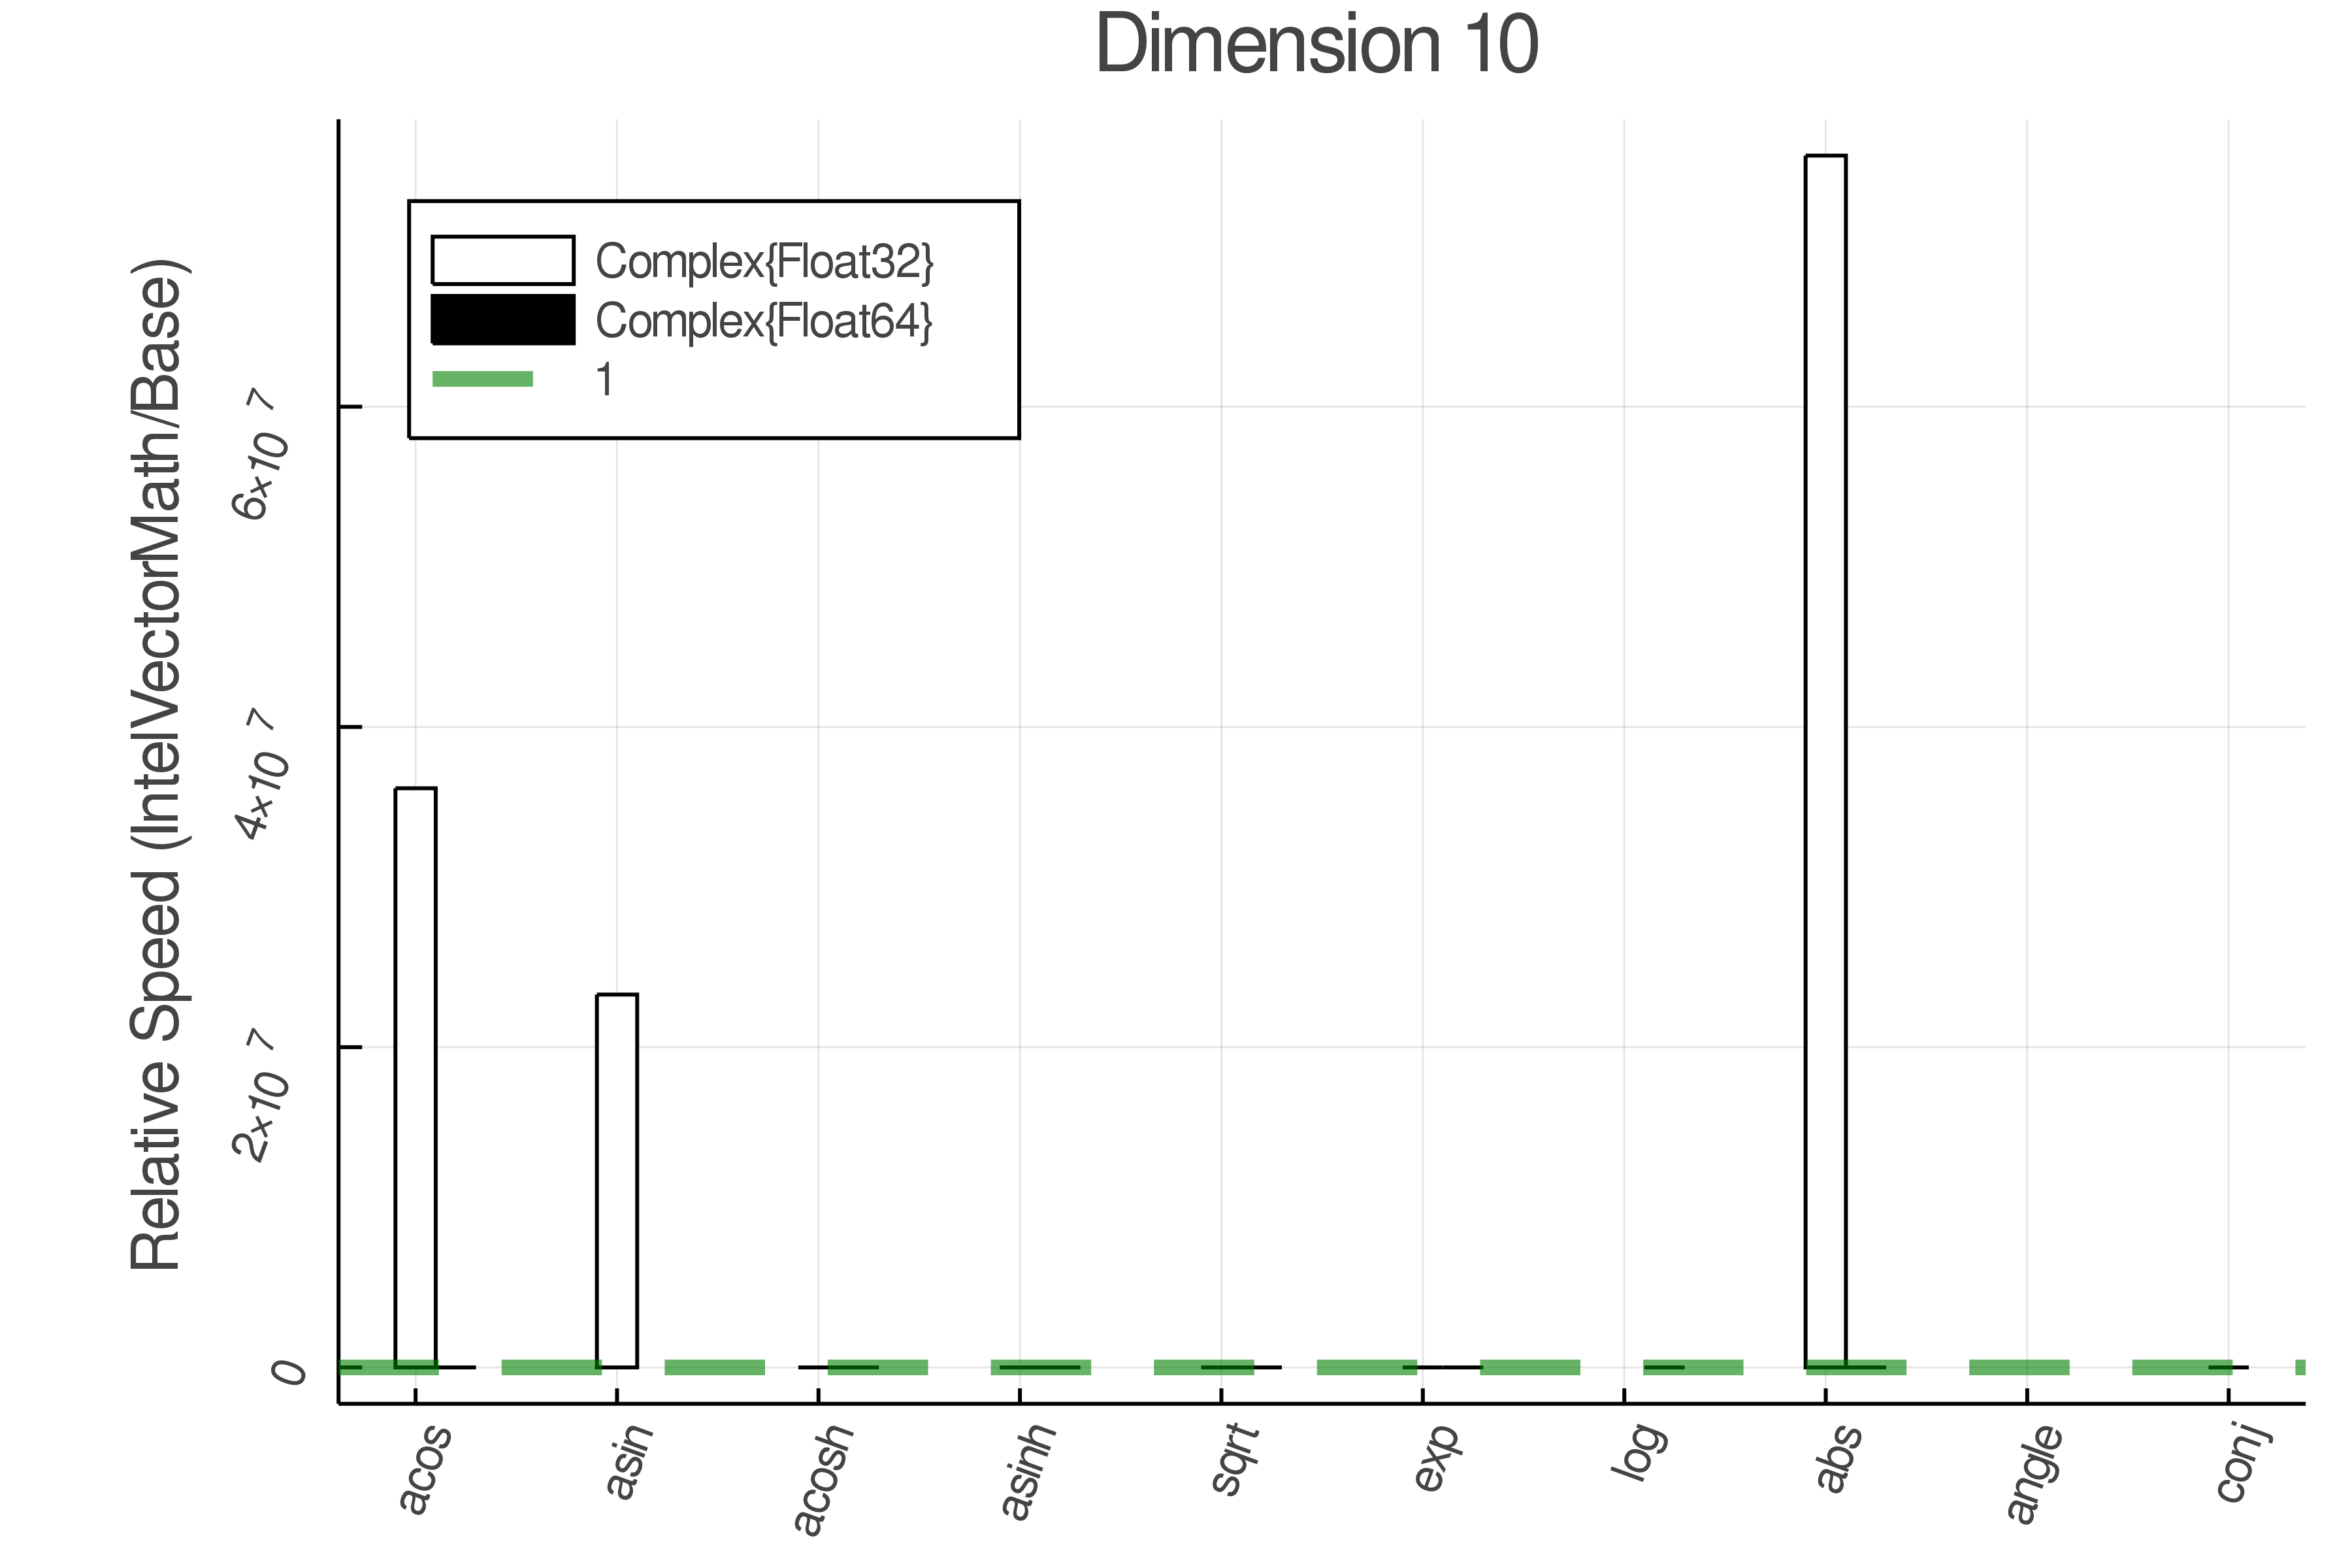 Dimension 10
Relative Speed (IntelVectorMath/Base)
Complex{Float32}
Complex{Float64}
1
6×10 7
4×10 7
2×10 7
0
acos
asin
acosh
asinh
sqrt
exp
log
abs
angle
conj